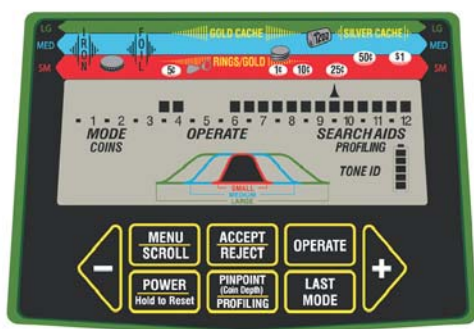 LG
IRON
FOIL
GOLD CACHE
12oz
SILVER CACHE
LG
MED
MED
SM
RINGS/GOLD
5¢
1¢
10¢
25¢
50¢
$1
SM
• 1 • 2 • 3 • 4 • 5 • 6 • 7 • 8 • 9 • 10 • 11 • 12
MODE OPERATE SEARCH AIDS
COINS PROFILING
TONE ID
SMALL
MEDIUM
LARGE
MENU
SCROLL
ACCEPT
REJECT
OPERATE
-
+
POWER
Hold to Reset
PINPOINT
(Coin Depth)
PROFILING
LAST
MODE